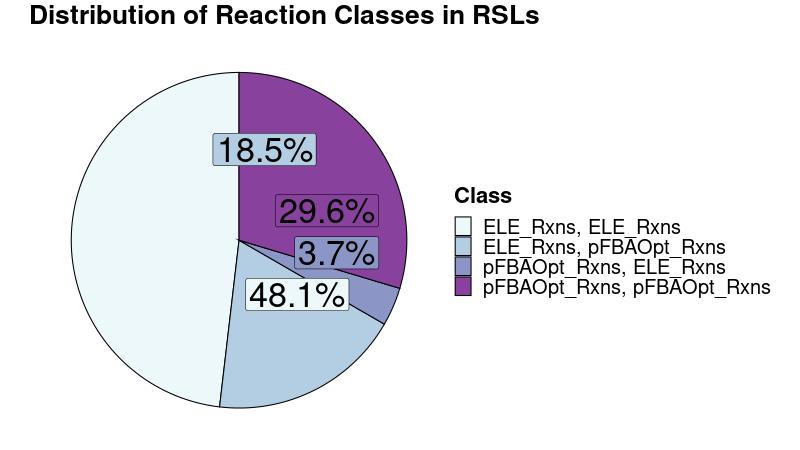 Distribution of Reaction Classes in RSLs
18.5%
29.6%
3.7%
48.1%
Class
ELE_Rxns, ELE_Rxns
ELE_Rxns, pFBAOpt_Rxns
pFBAOpt_Rxns, ELE_Rxns
pFBAOpt_Rxns, pFBAOpt_Rxns